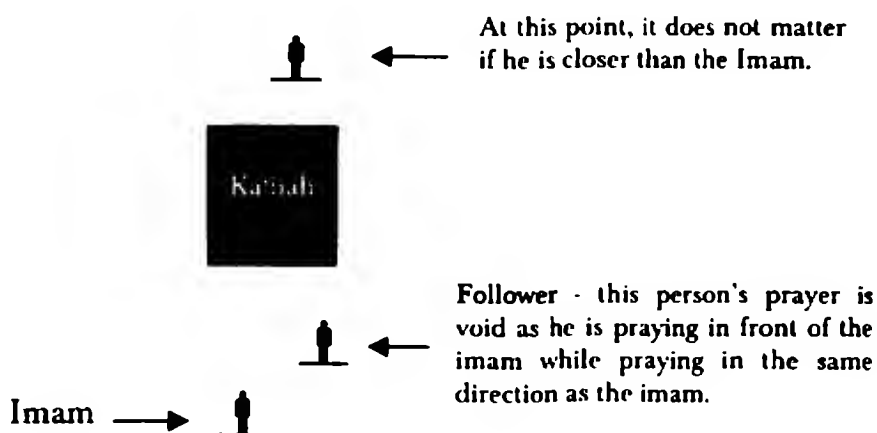 At this point, it does not matter
if he is closer than the Imam.
Ka'bah
Follower - this person's prayer is
void as he is praying in front of the
imam while praying in the same
direction as the imam.
Imam